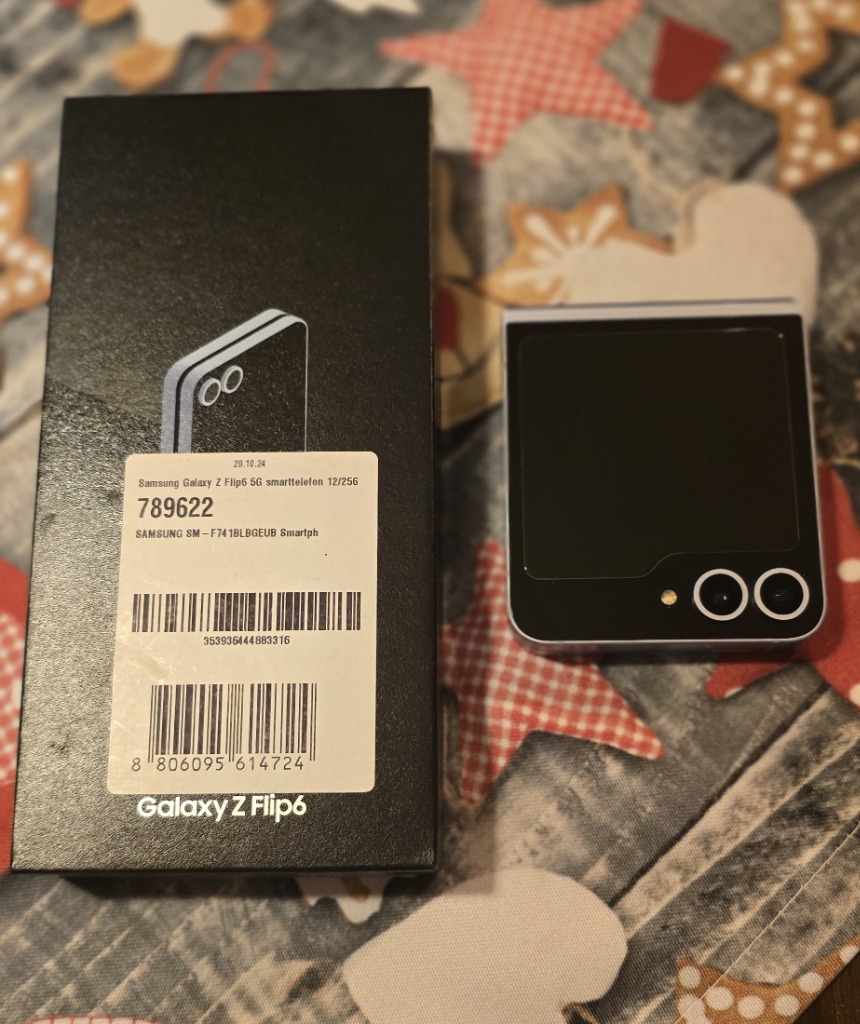 29.10.24
Samsung Galaxy Z Flip6 5G smarttelefon 12/256
789622
SAMSUNG SM-F741BLBGEUB Smartph
353936444883316
8 806095 614724
Galaxy Z Flip6